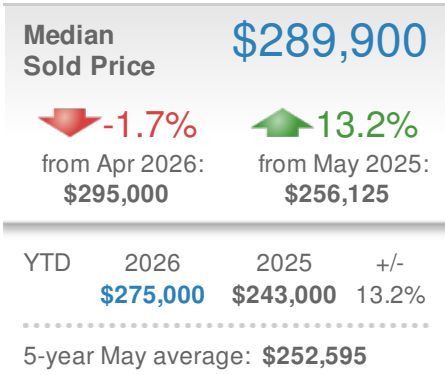 Median
Sold Price
$289,900
-1.7%
from Apr 2026:
$295,000
13.2%
from May 2025:
$256,125
YTD 2026 2025 +/-
$275,000 $243,000 13.2%
5-year May average: $252,595